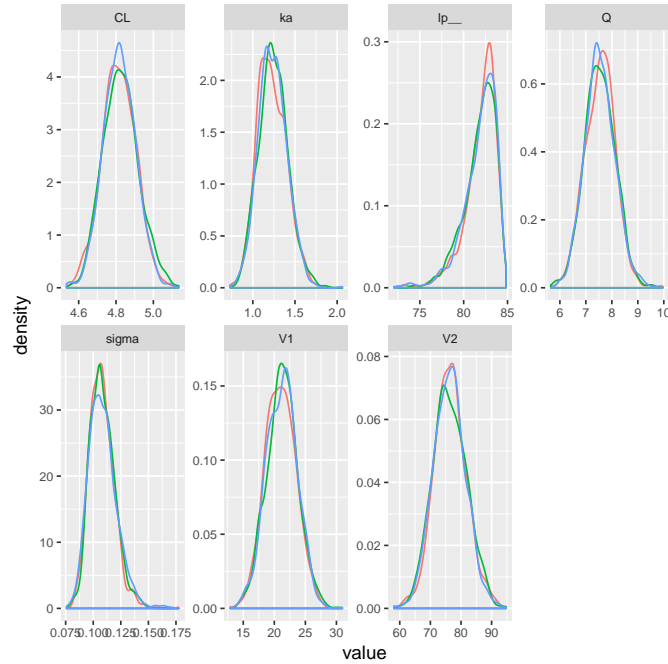 CL ka lp__ Q
0 1 2 3 4
4.6 4.8 5.0
0.0 0.5 1.0 1.5 2.0
1.0 1.5 2.0
0.0 0.1 0.2 0.3
75 80 85
0.0 0.2 0.4 0.6
6 7 8 9 10
sigma V1 V2
0 10 20 30
0.075 0.100 0.125 0.150 0.175
0.00 0.05 0.10 0.15
15 20 25 30
0.00 0.02 0.04 0.06 0.08
60 70 80 90
density
value